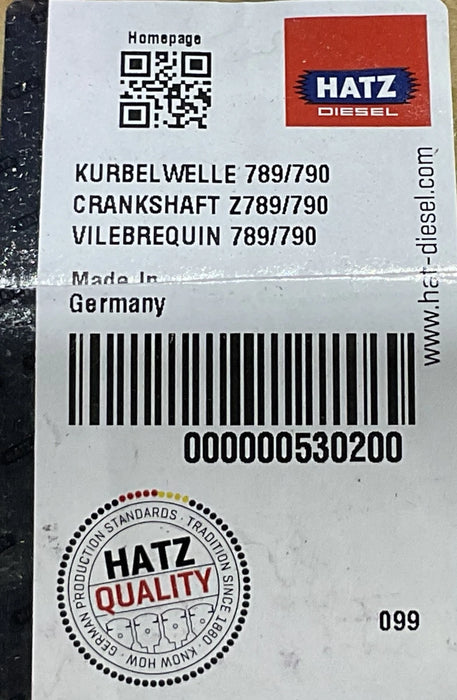 Homepage
HATZ
DIESEL
KURBELWELLE 789/790
CRANKSHAFT Z789/790
VILEBREQUIN 789/790
Made In
Germany
www.hatz-diesel.com
000000530200
GERMAN PRODUCTION STANDARDS · TRADITION SINCE 1880 · KNOW HOW ·
HATZ
QUALITY
099